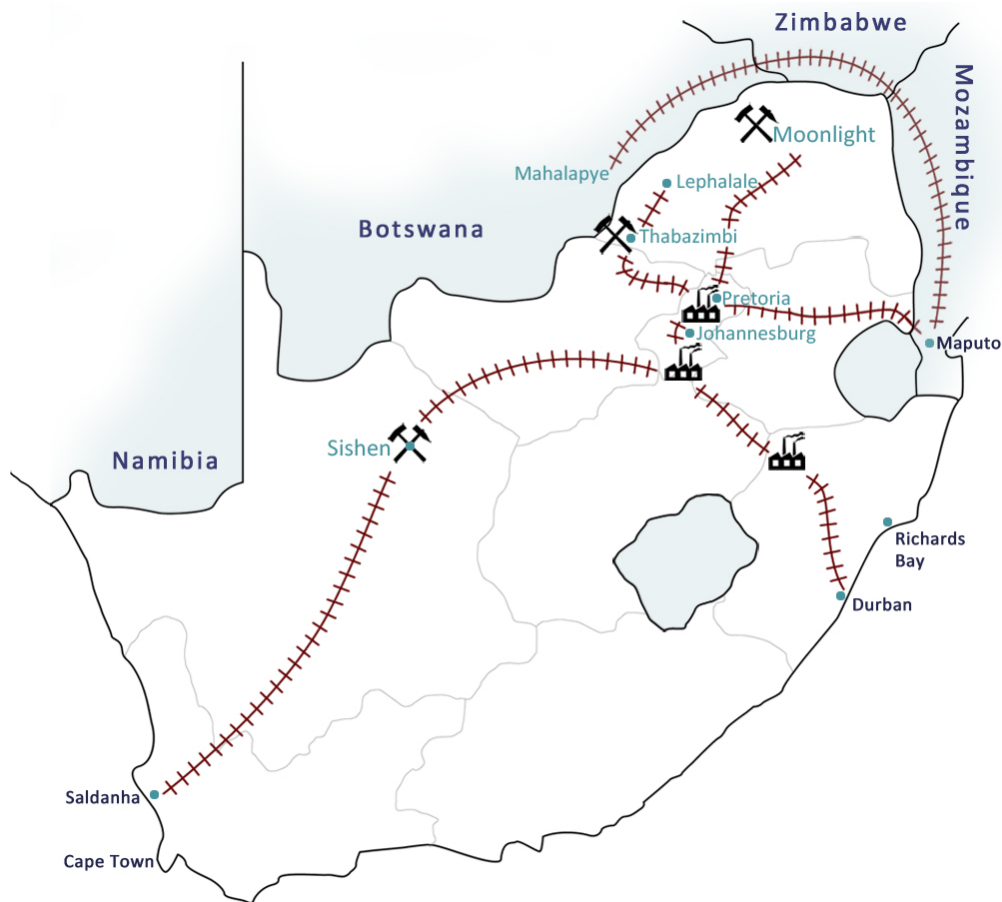 Zimbabwe
Mozambique
Moonlight
Mahalapye
Lephalale
Botswana
Thabazimbi
Pretoria
Johannesburg
Maputo
Sishen
Namibia
Richards
Bay
Durban
Saldanha
Cape Town